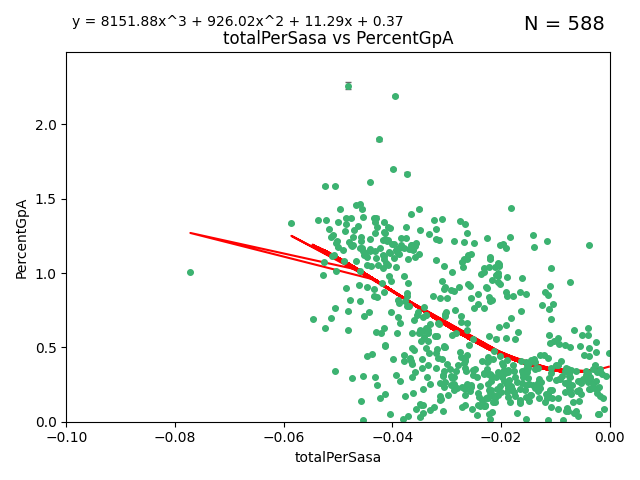 y = 8151.88x^3 + 926.02x^2 + 11.29x + 0.37
N = 588
totalPerSasa vs PercentGpA
PercentGpA
2.0
1.5
1.0
0.5
0.0
−0.10
−0.08
−0.06
−0.04
−0.02
0.00
totalPerSasa